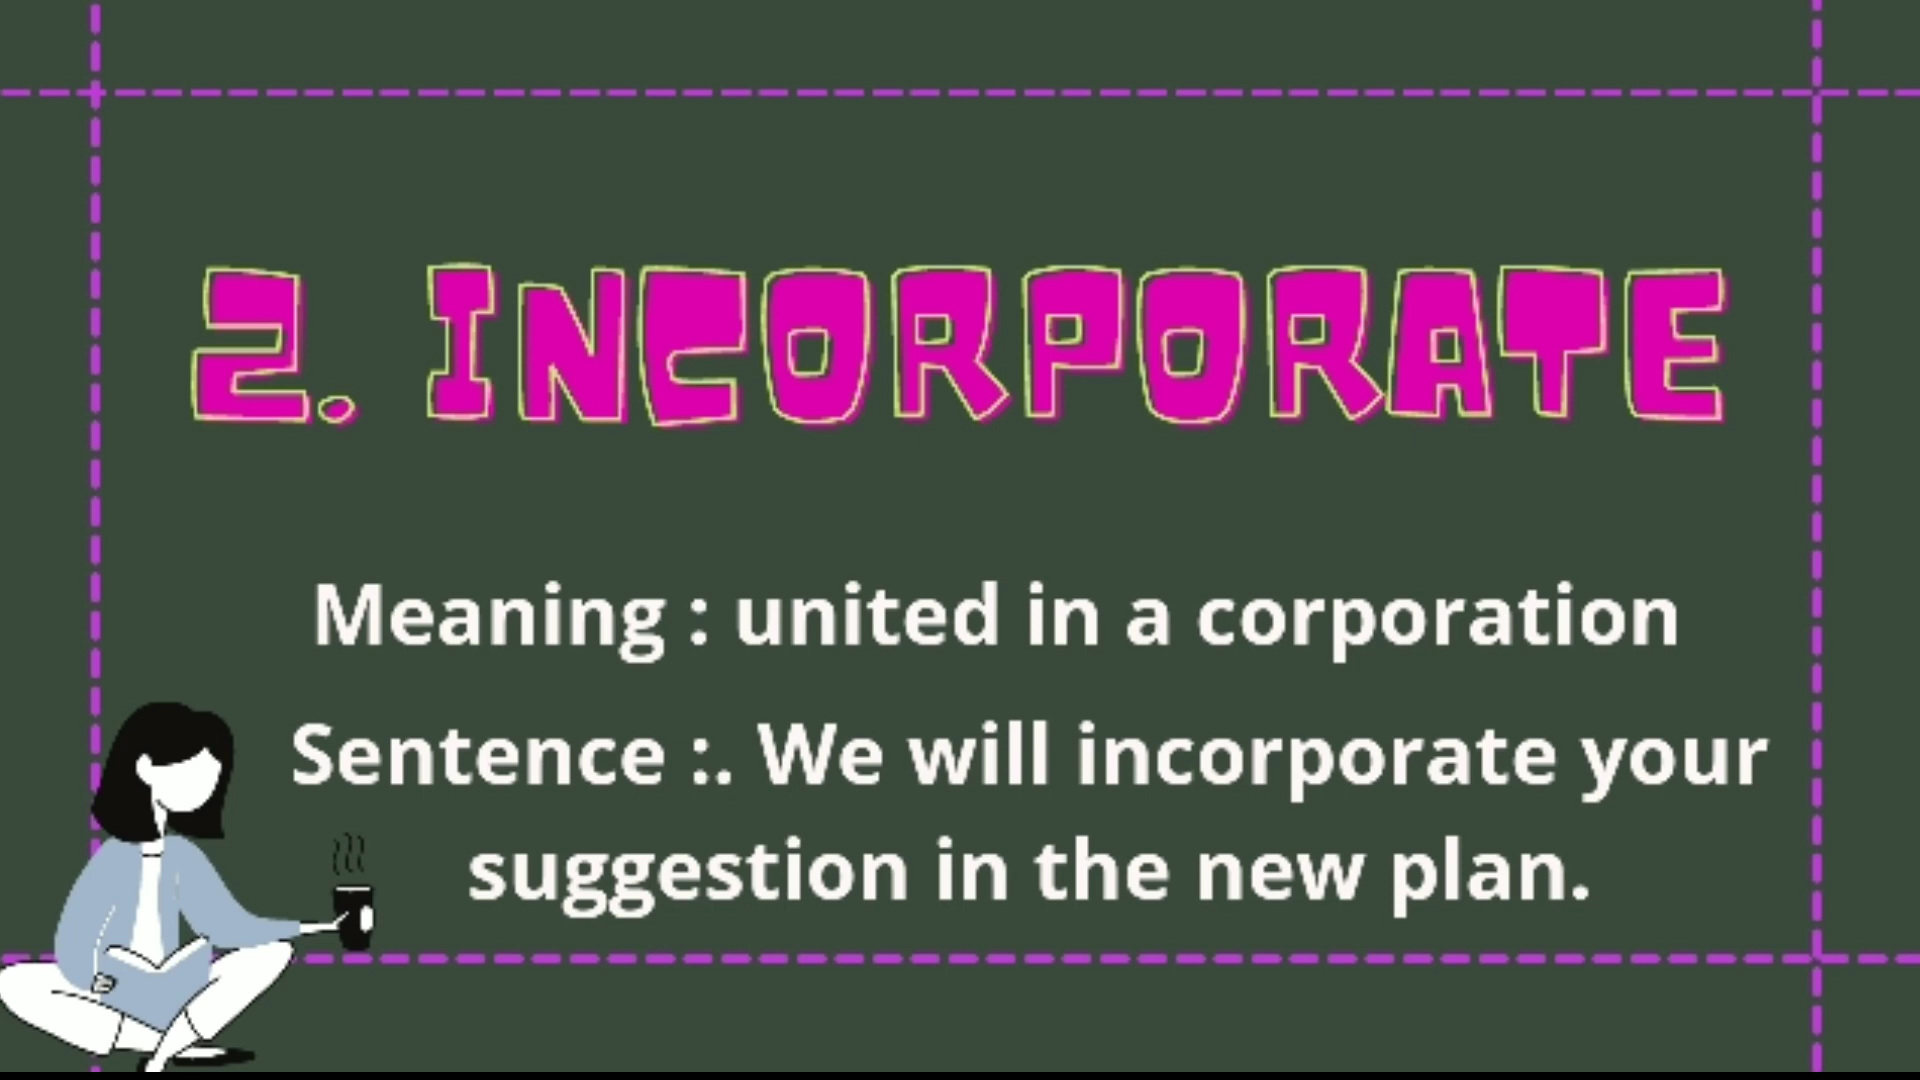 2. INCORPORATE
Meaning : united in a corporation
Sentence :. We will incorporate your
suggestion in the new plan.